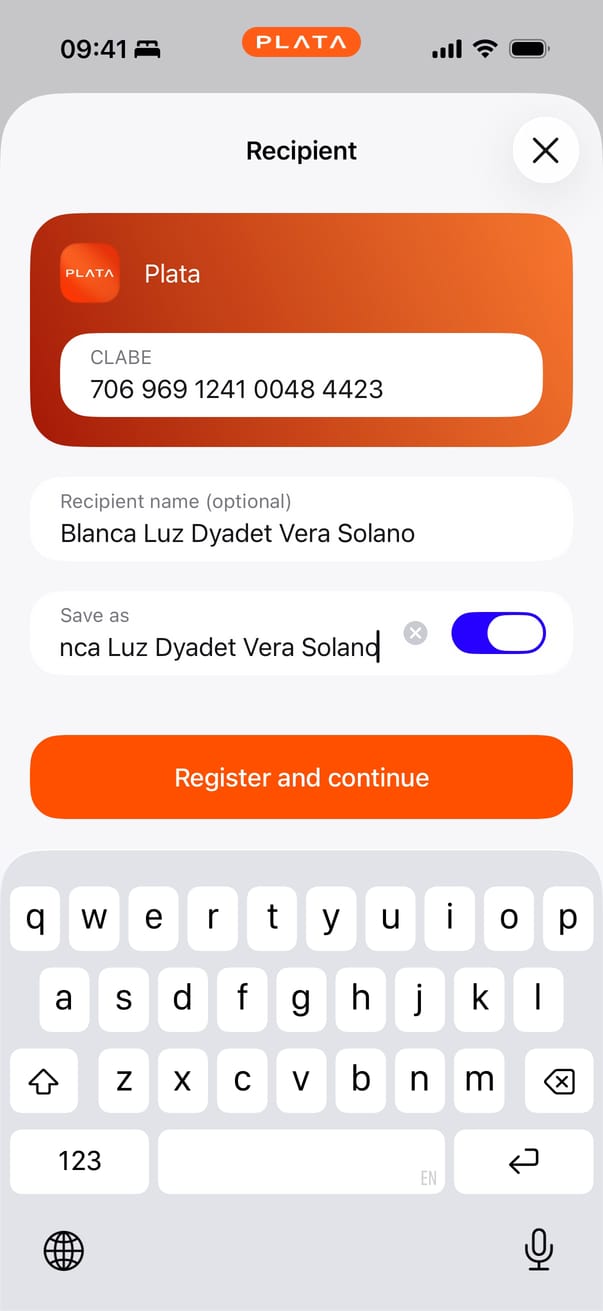 09:41
PLATA
Recipient
PLATA
Plata
CLABE
706 969 1241 0048 4423
Recipient name (optional)
Blanca Luz Dyadet Vera Solano
Save as
nca Luz Dyadet Vera Solano
Register and continue
q w e r t y u i o p
a s d f g h j k l
z x c v b n m
123
EN